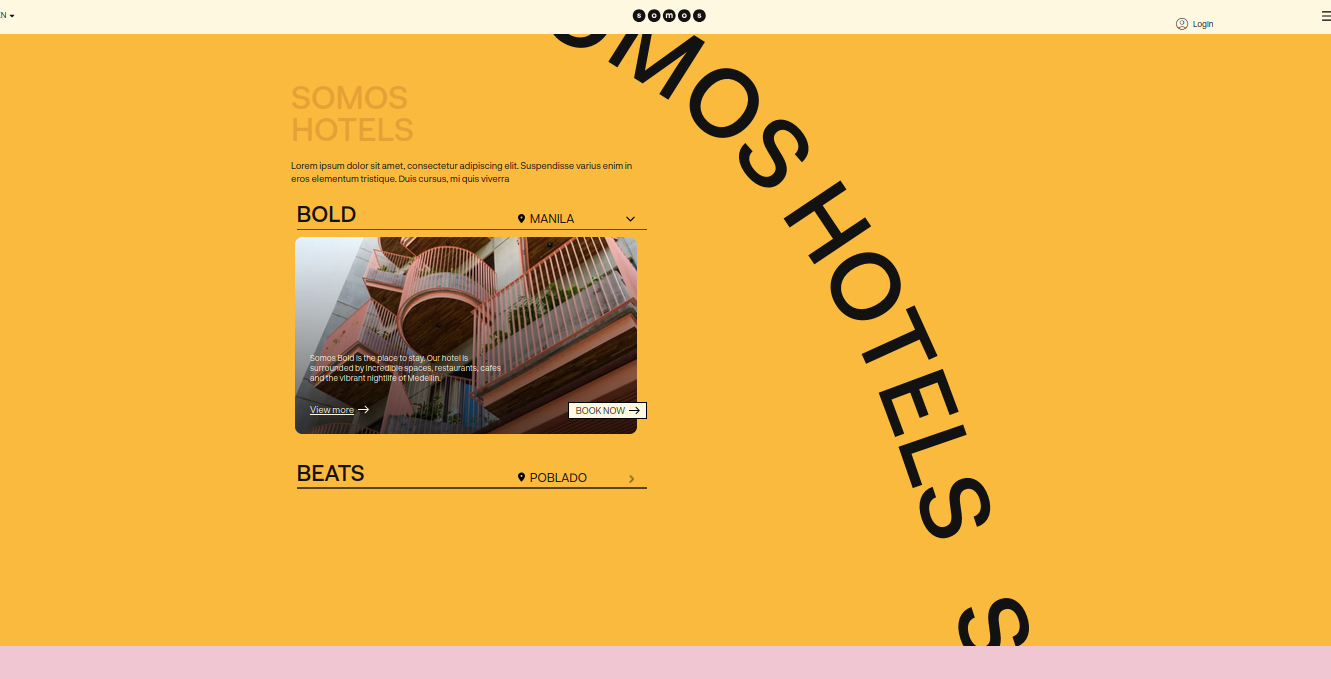 somos
Login
SOMOS HOTELS
SOMOS
HOTELS
Lorem ipsum dolor sit amet, consectetur adipiscing elit. Suspendisse varius enim in
eros elementum tristique. Duis cursus, mi quis viverra
BOLD
MANILA
Somos Bold is the place to stay. Our hotel is
surrounded by incredible spaces, restaurants, cafes
and the vibrant nightlife of Medellin.
View more
BOOK NOW
BEATS
POBLADO
S